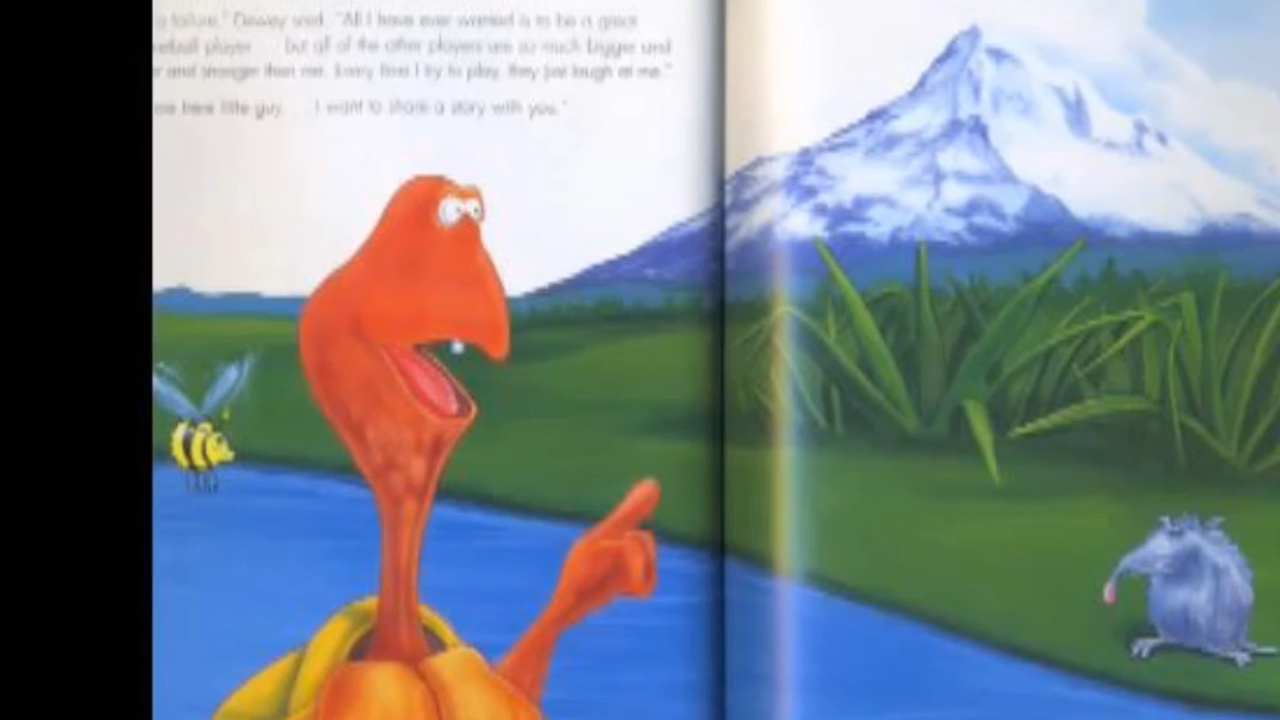 failure," Dewey said. "All I have ever wanted is to be a great
player but all of the other players are so much bigger and
and stronger than me. Every time I try to play, they just laugh at me."
here little guy. I want to share a story with you."